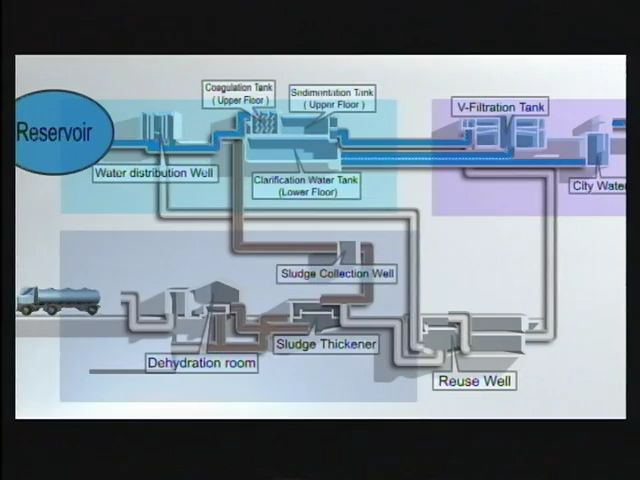 Coagulation Tank
( Upper Floor )
Sedimentation Tank
( Upper Floor )
V-Filtration Tank
Reservoir
Water distribution Well
Clarification Water Tank
(Lower Floor)
City Water
Sludge Collection Well
Sludge Thickener
Dehydration room
Reuse Well